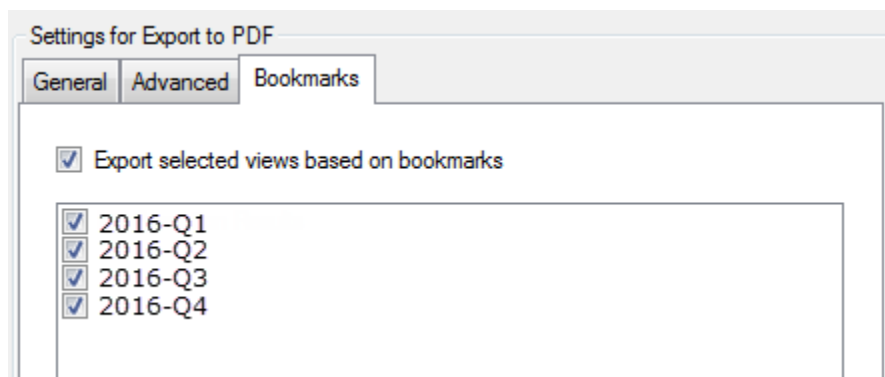 Settings for Export to PDF
General Advanced Bookmarks
Export selected views based on bookmarks
2016-Q1
2016-Q2
2016-Q3
2016-Q4